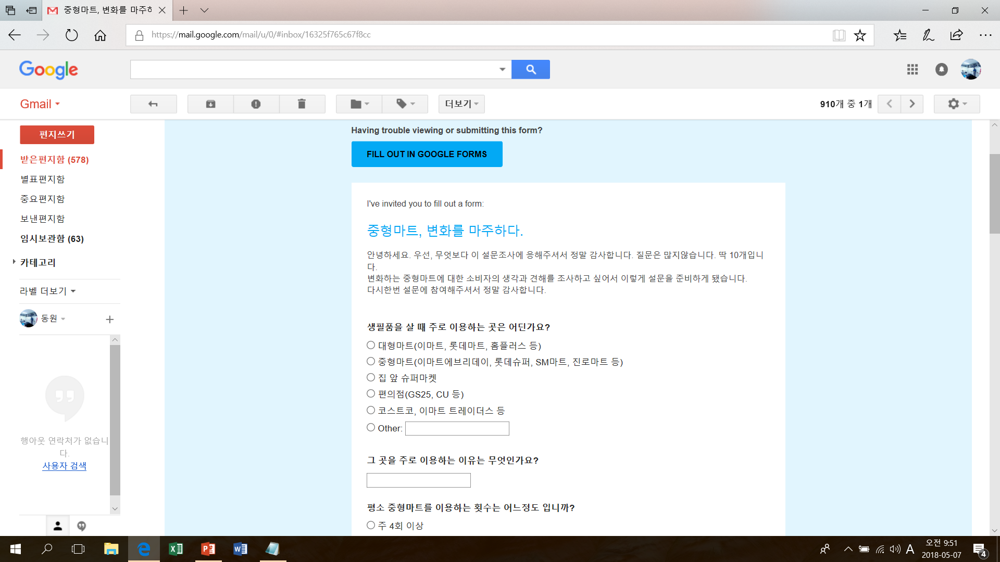 중형마트, 변화를 마주하
https://mail.google.com/mail/u/0/#inbox/16325f765c67f8cc
Google
Gmail
더보기
910개 중 1개
편지쓰기
받은편지함 (578)
별표편지함
중요편지함
보낸편지함
임시보관함 (63)
카테고리
라벨 더보기
동원
행아웃 연락처가 없습니
다.
사용자 검색
Having trouble viewing or submitting this form?
FILL OUT IN GOOGLE FORMS
I've invited you to fill out a form:
중형마트, 변화를 마주하다.
안녕하세요. 우선, 무엇보다 이 설문조사에 응해주셔서 정말 감사합니다. 질문은 많지않습니다. 딱 10개입니
다.
변화하는 중형마트에 대한 소비자의 생각과 견해를 조사하고 싶어서 이렇게 설문을 준비하게 됐습니다.
다시한번 설문에 참여해주셔서 정말 감사합니다.
생필품을 살 때 주로 이용하는 곳은 어딘가요?
대형마트(이마트, 롯데마트, 홈플러스 등)
중형마트(이마트에브리데이, 롯데슈퍼, SM마트, 진로마트 등)
집 앞 슈퍼마켓
편의점(GS25, CU 등)
코스트코, 이마트 트레이더스 등
Other:
그 곳을 주로 이용하는 이유는 무엇인가요?
평소 중형마트를 이용하는 횟수는 어느정도 입니까?
주 4회 이상
A
오전 9:51
2018-05-07
4